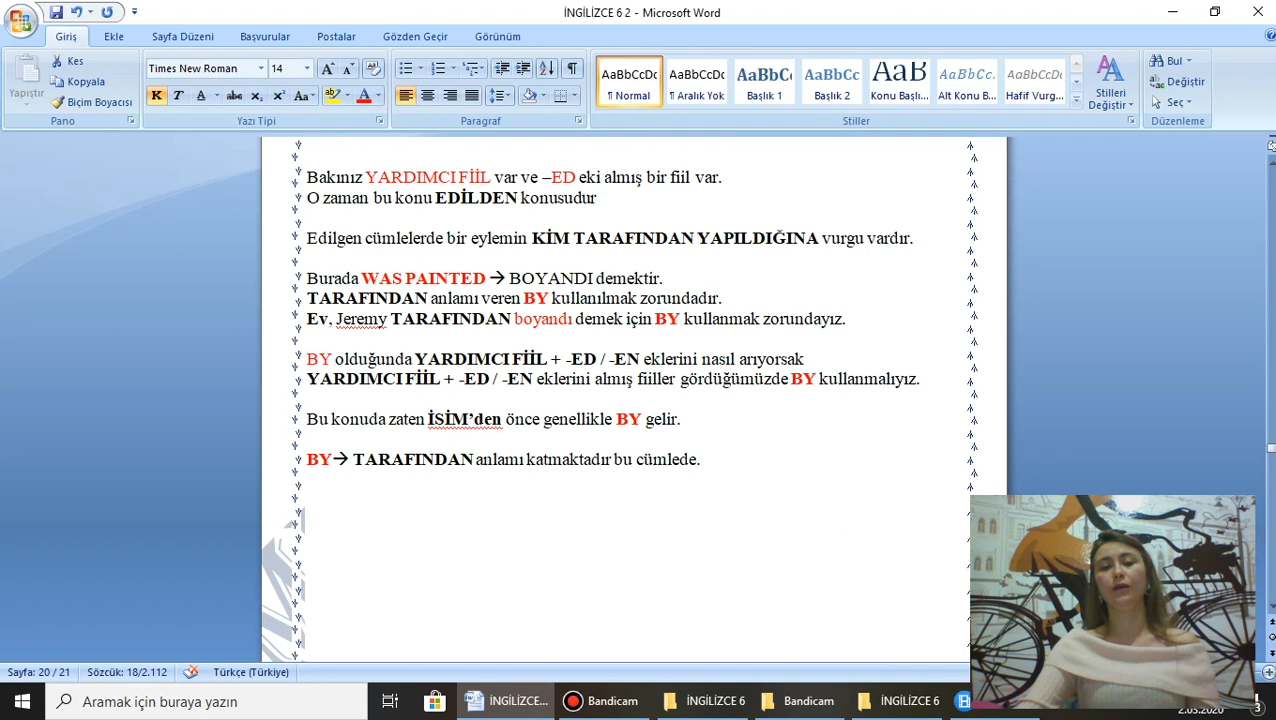 İNGİLİZCE 6 2 - Microsoft Word
Giriş Ekle Sayfa Düzeni Başvurular Postalar Gözden Geçir Görünüm
Yapıştır Kes Kopyala Biçim Boyacısı
Times New Roman 14
AaBbCcDc AaBbCcDc AaBbCc AaBbCc AaB AaBbCcL AaBbCcDc
¶ Normal ¶ Aralık Yok Başlık 1 Başlık 2 Konu Başlı... Alt Konu B... Hafif Vurg...
Stilleri Değiştir
Bul Değiştir Seç
Pano Yazı Tipi Paragraf Stiller Düzenleme
Bakınız YARDIMCI FİİL var ve –ED eki almış bir fiil var.
O zaman bu konu EDİLDEN konusudur
Edilgen cümlelerde bir eylemin KİM TARAFINDAN YAPILDIĞINA vurgu vardır.
Burada WAS PAINTED → BOYANDI demektir.
TARAFINDAN anlamı veren BY kullanılmak zorundadır.
Ev, Jeremy TARAFINDAN boyandı demek için BY kullanmak zorundayız.
BY olduğunda YARDIMCI FİİL + -ED / -EN eklerini nasıl arıyorsak
YARDIMCI FİİL + -ED / -EN eklerini almış fiiller gördüğümüzde BY kullanmalıyız.
Bu konuda zaten İSİM’den önce genellikle BY gelir.
BY→ TARAFINDAN anlamı katmaktadır bu cümlede.
Sayfa: 20 / 21 Sözcük: 18/2.112 Türkçe (Türkiye)
Aramak için buraya yazın İNGİLİZCE... Bandicam İNGİLİZCE 6 Bandicam İNGİLİZCE 6
2.03.2020